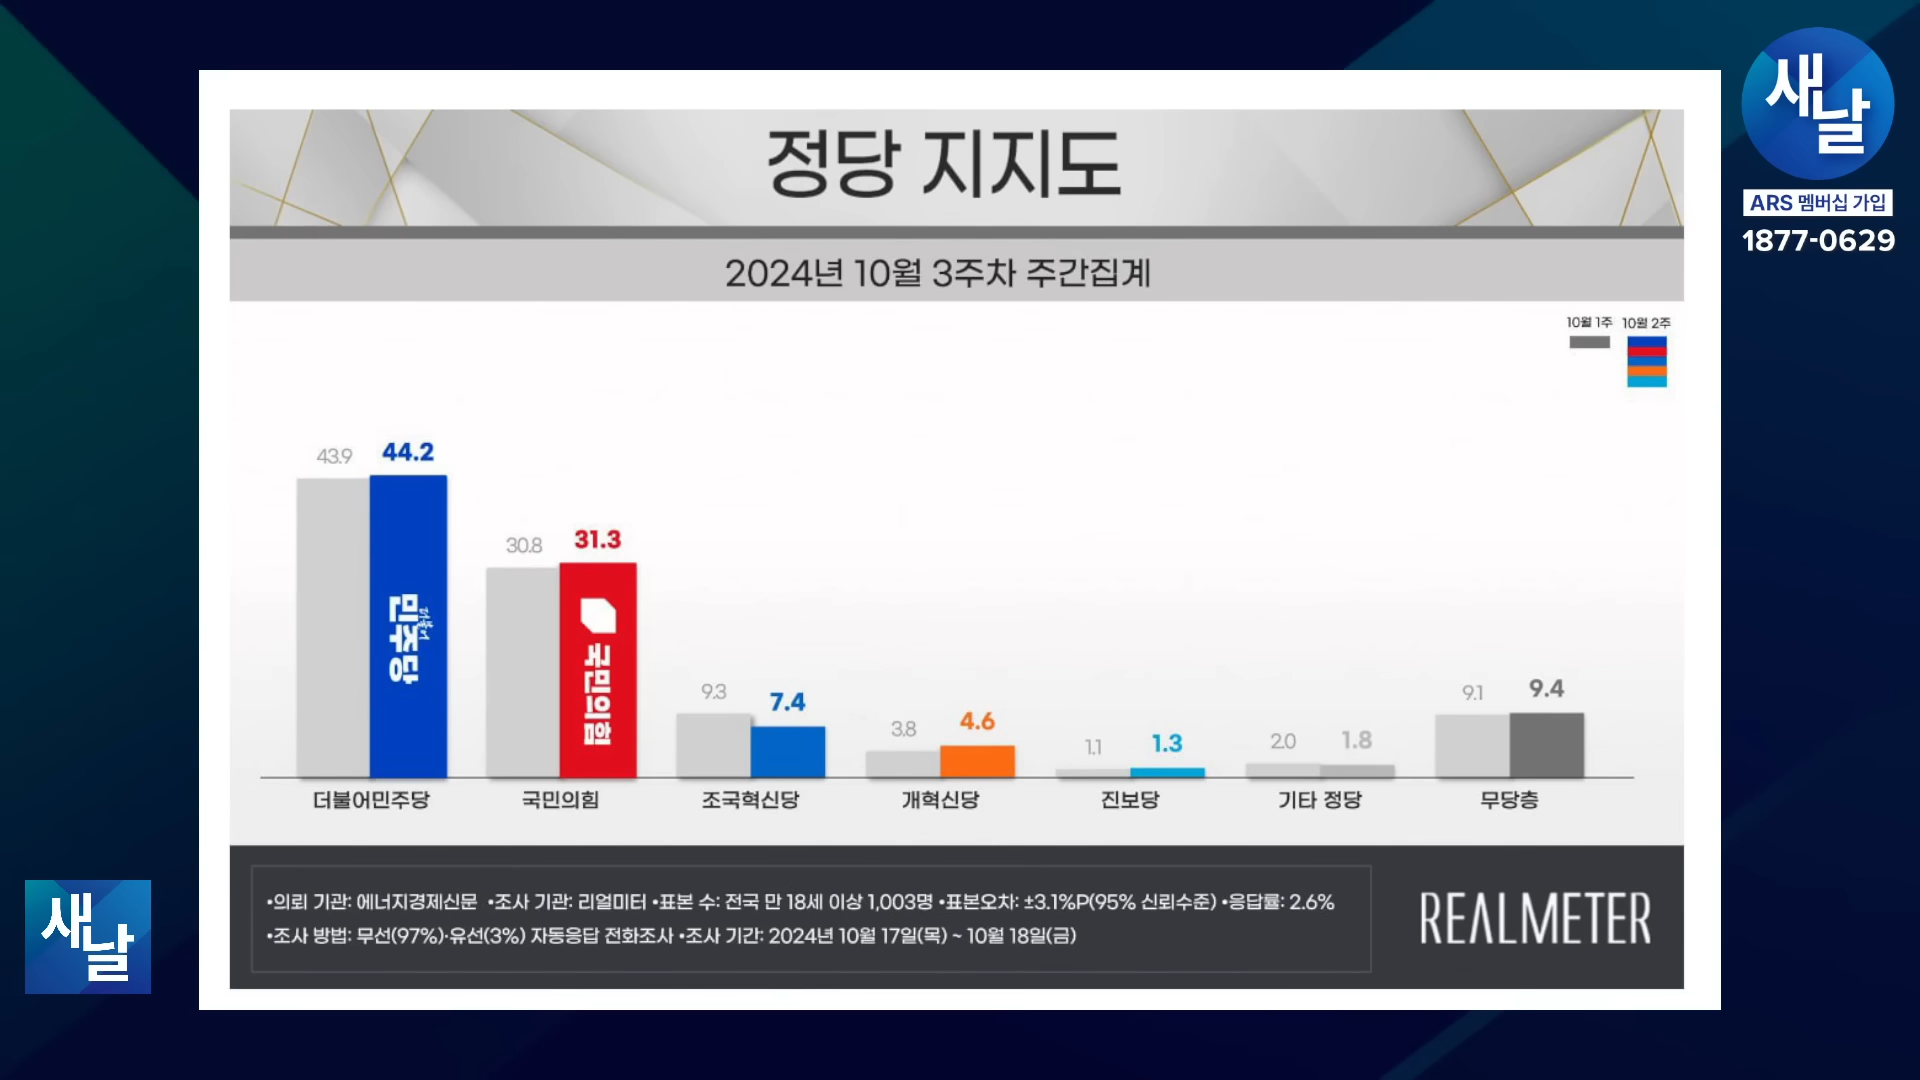 정당 지지도
2024년 10월 3주차 주간집계
10월 1주 10월 2주
43.9 44.2
30.8 31.3
9.3 7.4
3.8 4.6
1.1 1.3
2.0 1.8
9.1 9.4
더불어민주당
국민의힘
더불어민주당 국민의힘 조국혁신당 개혁신당 진보당 기타 정당 무당층
•의뢰 기관: 에너지경제신문 •조사 기관: 리얼미터 •표본 수: 전국 만 18세 이상 1,003명 •표본오차: ±3.1%P(95% 신뢰수준) •응답률: 2.6%
•조사 방법: 무선(97%)·유선(3%) 자동응답 전화조사 •조사 기간: 2024년 10월 17일(목) ~ 10월 18일(금)
REALMETER
새날
ARS 멤버십 가입
1877-0629
새날